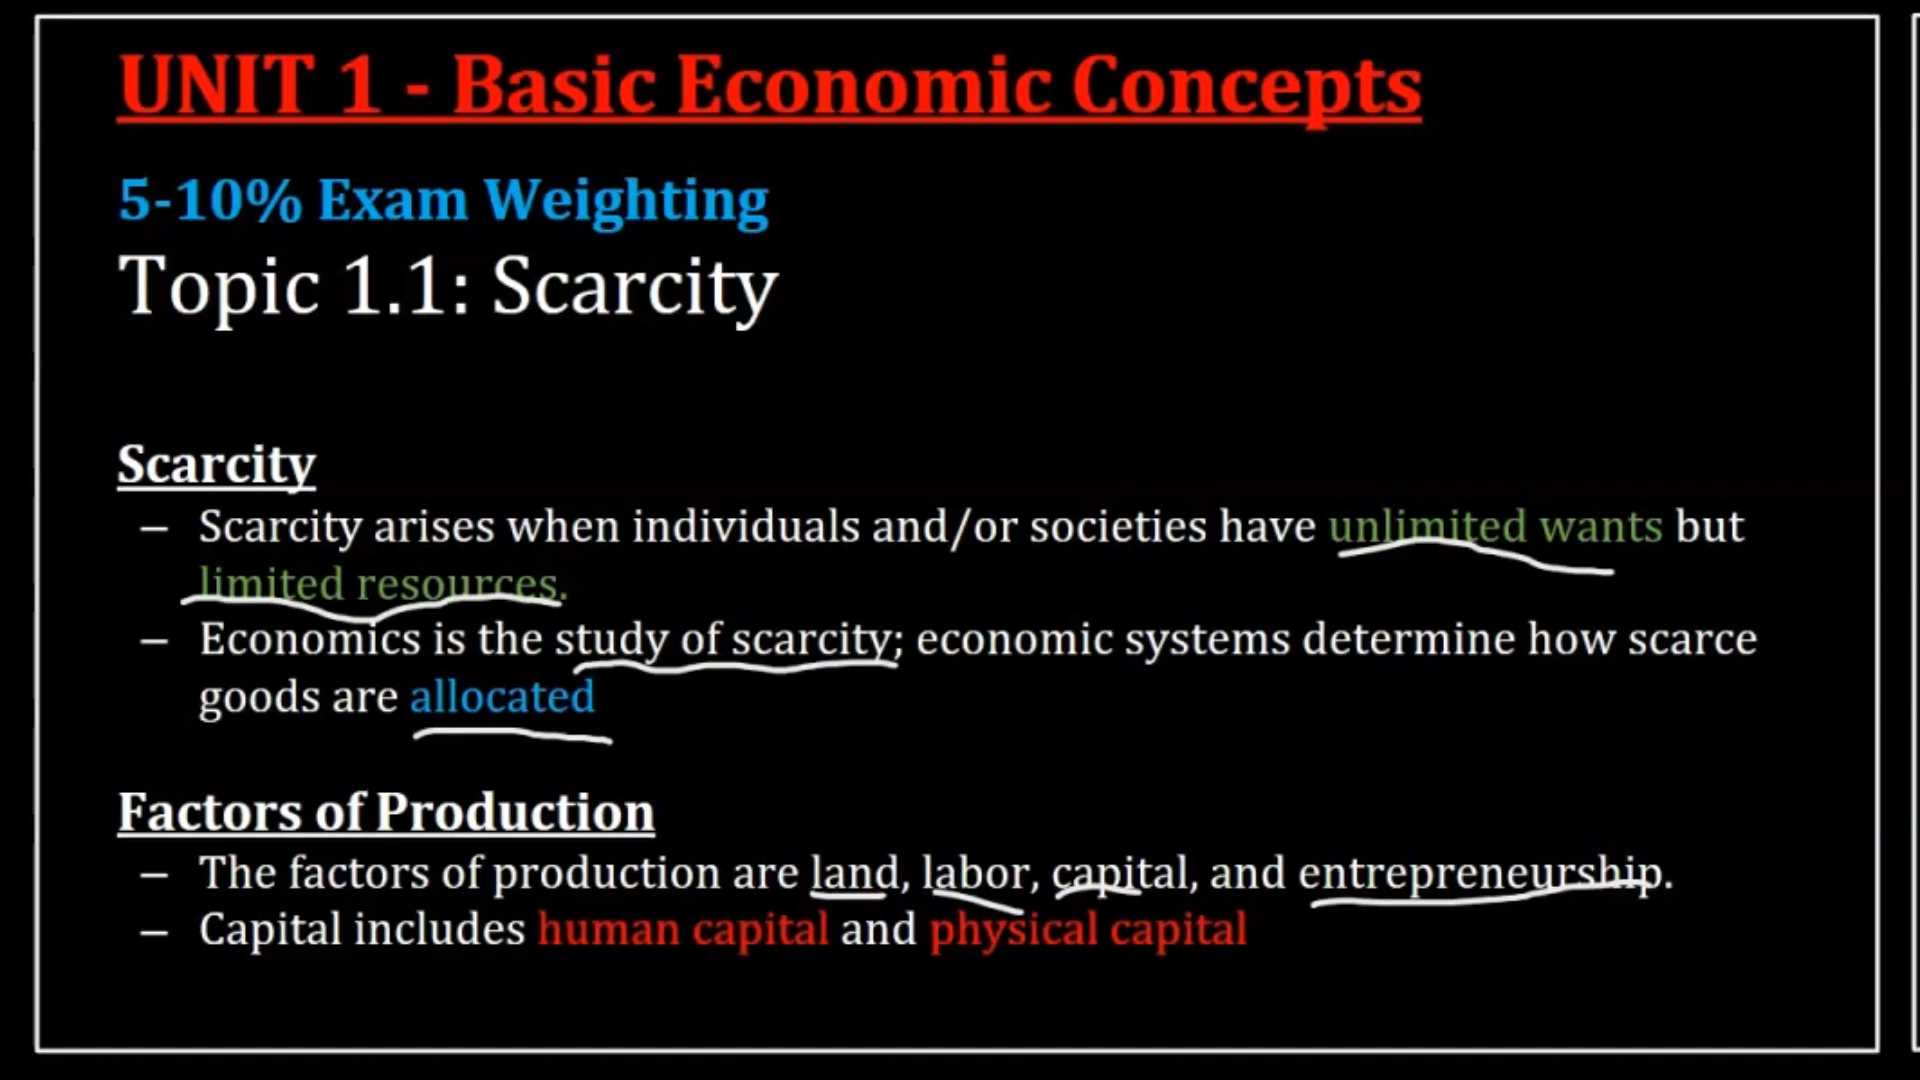 UNIT 1 - Basic Economic Concepts
5-10% Exam Weighting
Topic 1.1: Scarcity
Scarcity
– Scarcity arises when individuals and/or societies have unlimited wants but
limited resources.
– Economics is the study of scarcity; economic systems determine how scarce
goods are allocated
Factors of Production
– The factors of production are land, labor, capital, and entrepreneurship.
– Capital includes human capital and physical capital